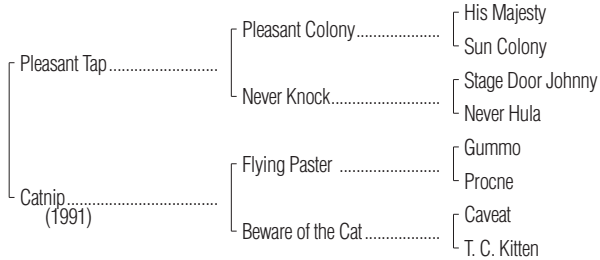 His Majesty
Pleasant Colony....................
Sun Colony
Pleasant Tap..........................
Stage Door Johnny
Never Knock..........................
Never Hula
Gummo
Flying Paster ........................
Procne
Catnip....................................
(1991)
Caveat
Beware of the Cat..................
T. C. Kitten